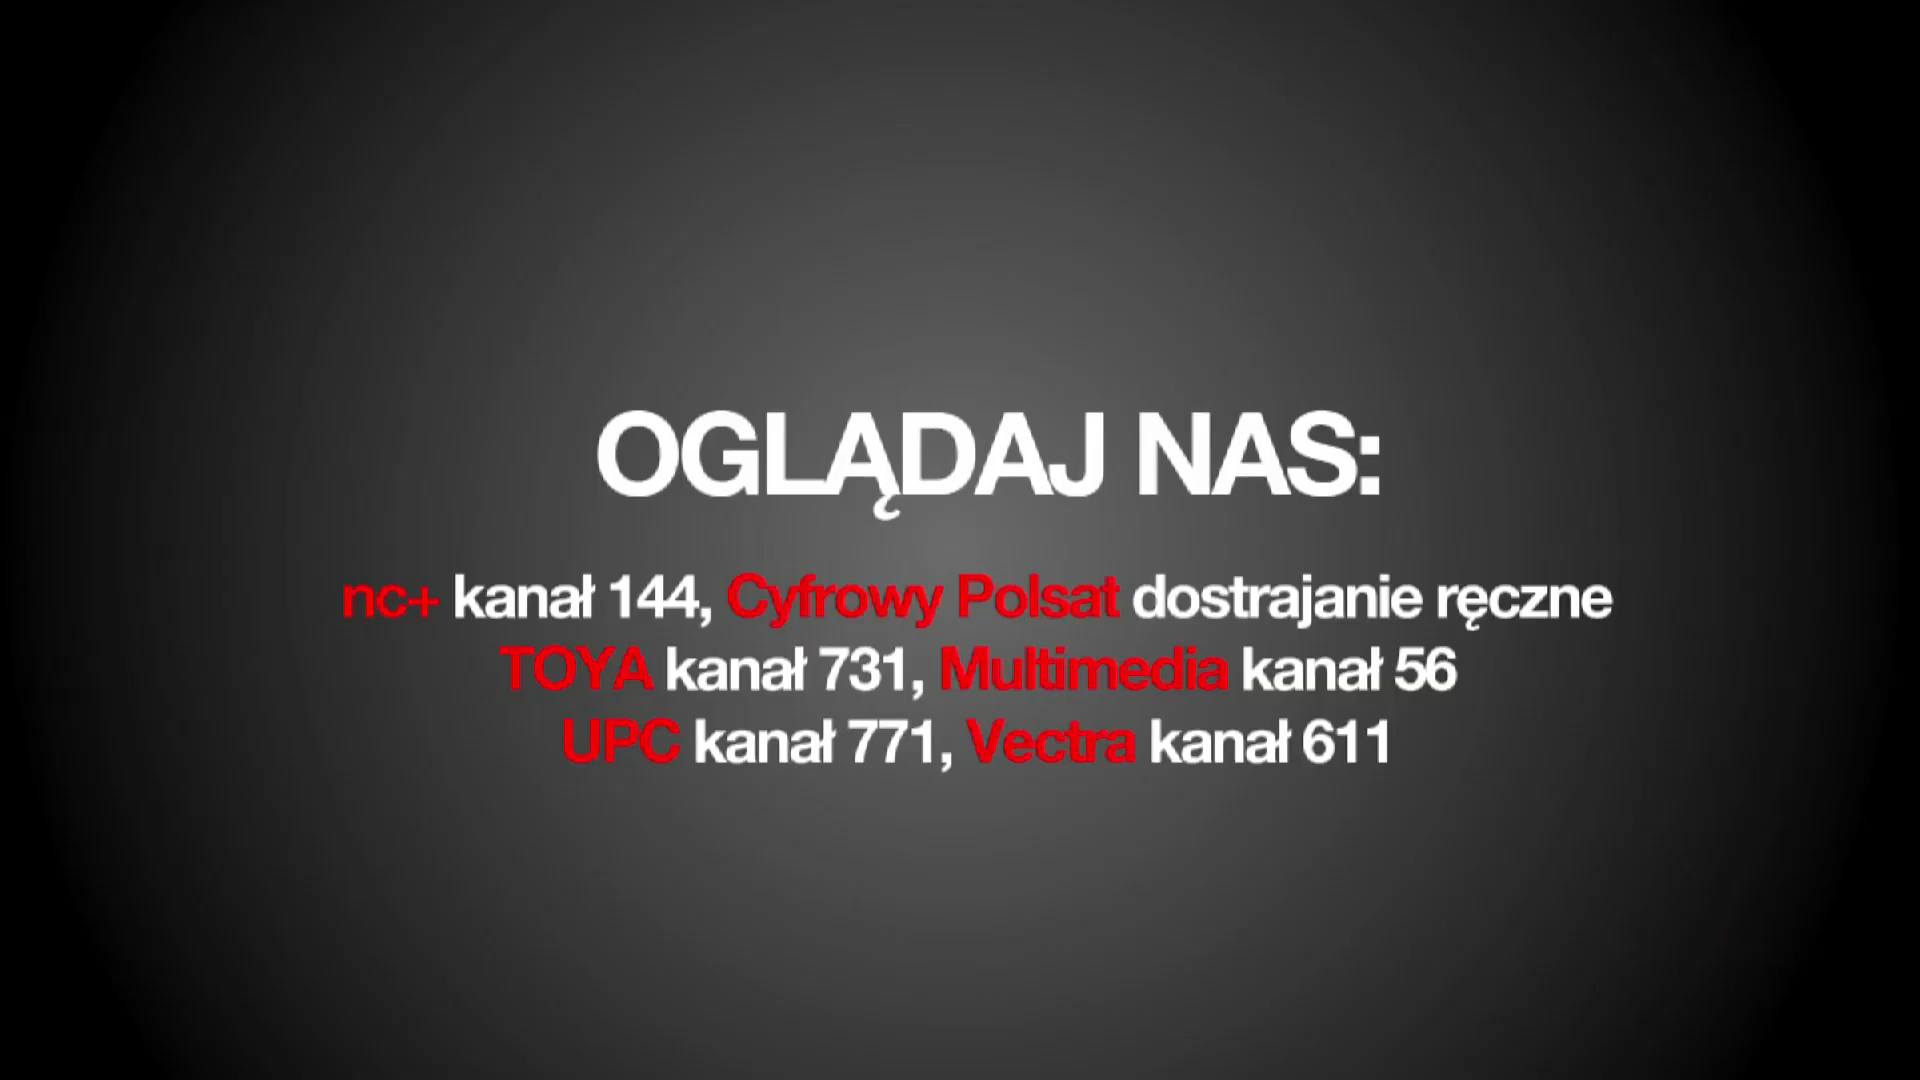 OGLĄDAJ NAS:
nc+ kanał 144, Cyfrowy Polsat dostrajanie ręczne
TOYA kanał 731, Multimedia kanał 56
UPC kanał 771, Vectra kanał 611